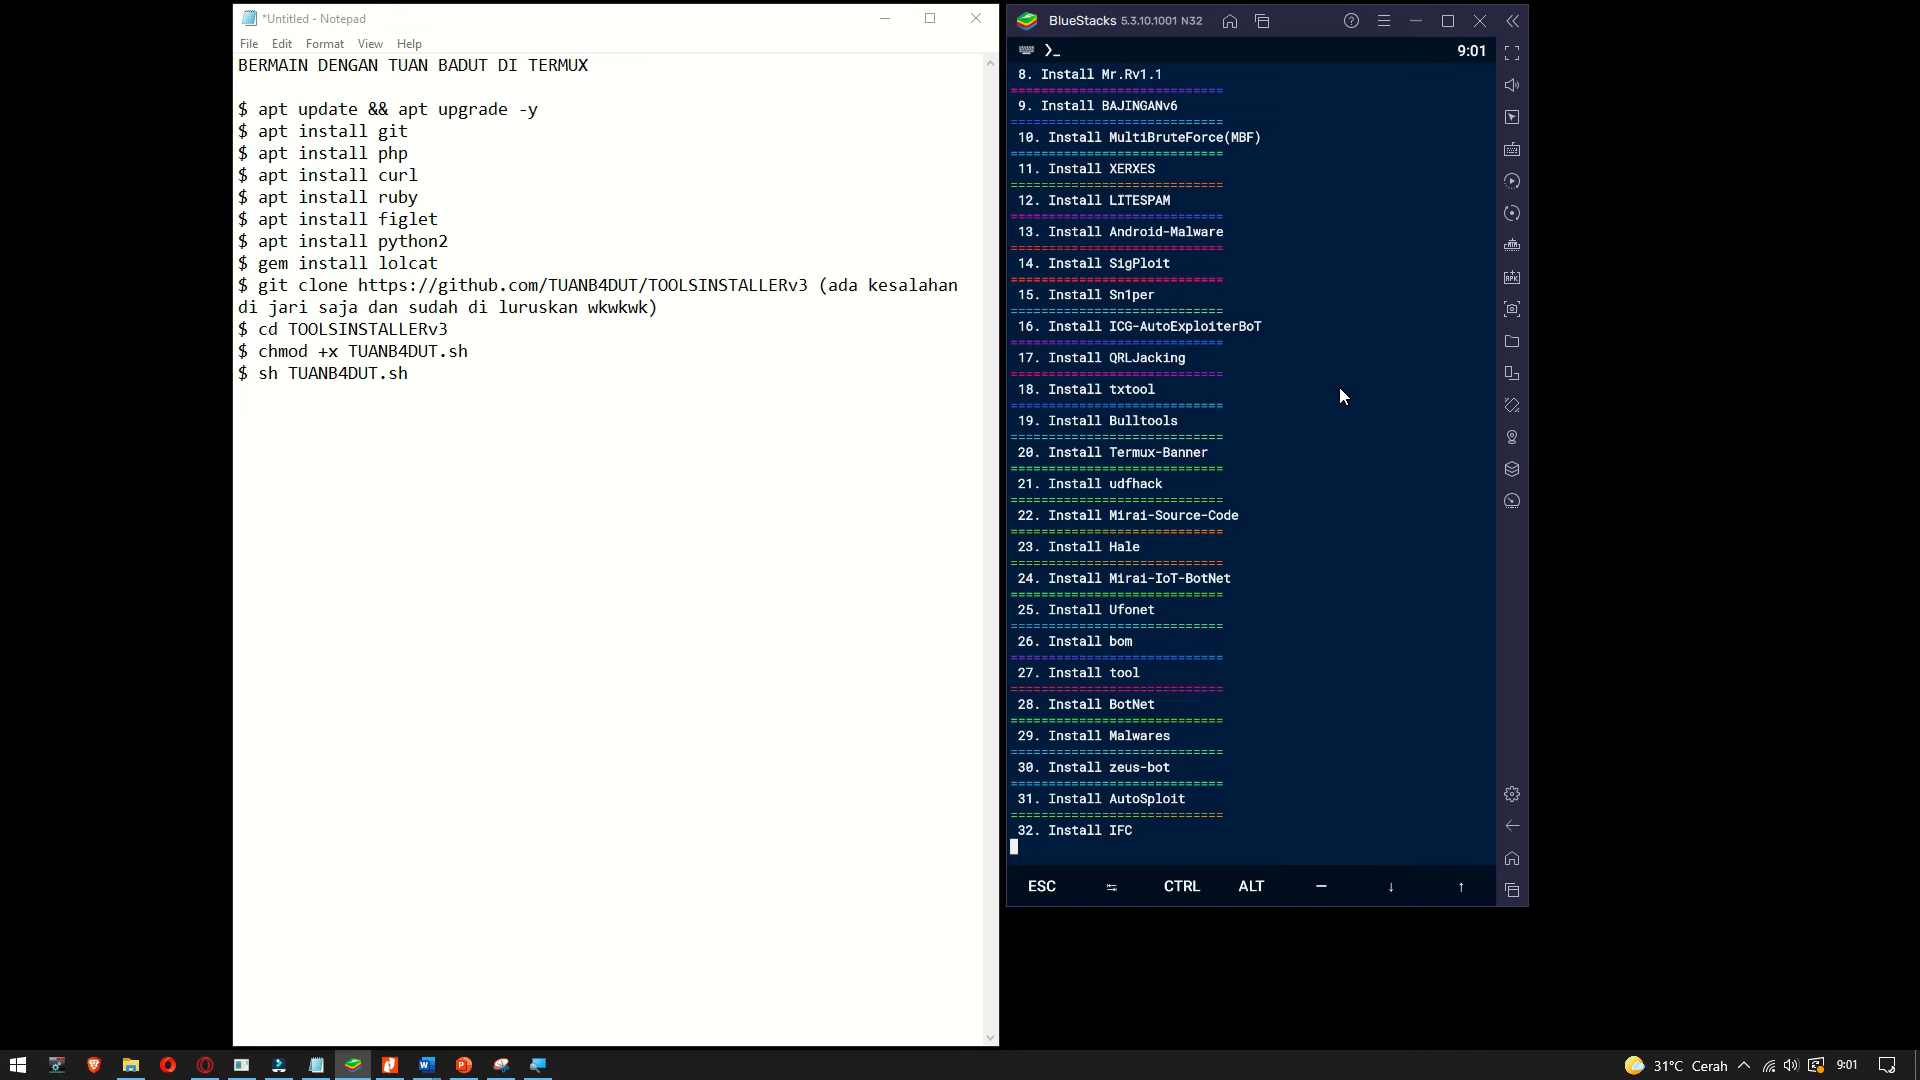 *Untitled - Notepad
File Edit Format View Help
BERMAIN DENGAN TUAN BADUT DI TERMUX
$ apt update && apt upgrade -y
$ apt install git
$ apt install php
$ apt install curl
$ apt install ruby
$ apt install figlet
$ apt install python2
$ gem install lolcat
$ git clone https://github.com/TUANB4DUT/TOOLSINSTALLERv3 (ada kesalahan
di jari saja dan sudah di luruskan wkwkwk)
$ cd TOOLSINSTALLERv3
$ chmod +x TUANB4DUT.sh
$ sh TUANB4DUT.sh
BlueStacks 5.3.10.1001 N32
9:01
8. Install Mr.Rv1.1
============================
9. Install BAJINGANv6
============================
10. Install MultiBruteForce(MBF)
============================
11. Install XERXES
============================
12. Install LITESPAM
============================
13. Install Android-Malware
============================
14. Install SigPloit
============================
15. Install Sn1per
============================
16. Install ICG-AutoExploiterBoT
============================
17. Install QRLJacking
============================
18. Install txtool
============================
19. Install Bulltools
============================
20. Install Termux-Banner
============================
21. Install udfhack
============================
22. Install Mirai-Source-Code
============================
23. Install Hale
============================
24. Install Mirai-IoT-BotNet
============================
25. Install Ufonet
============================
26. Install bom
============================
27. Install tool
============================
28. Install BotNet
============================
29. Install Malwares
============================
30. Install zeus-bot
============================
31. Install AutoSploit
============================
32. Install IFC
ESC ⇆ CTRL ALT — ↓ ↑
31°C Cerah 9:01